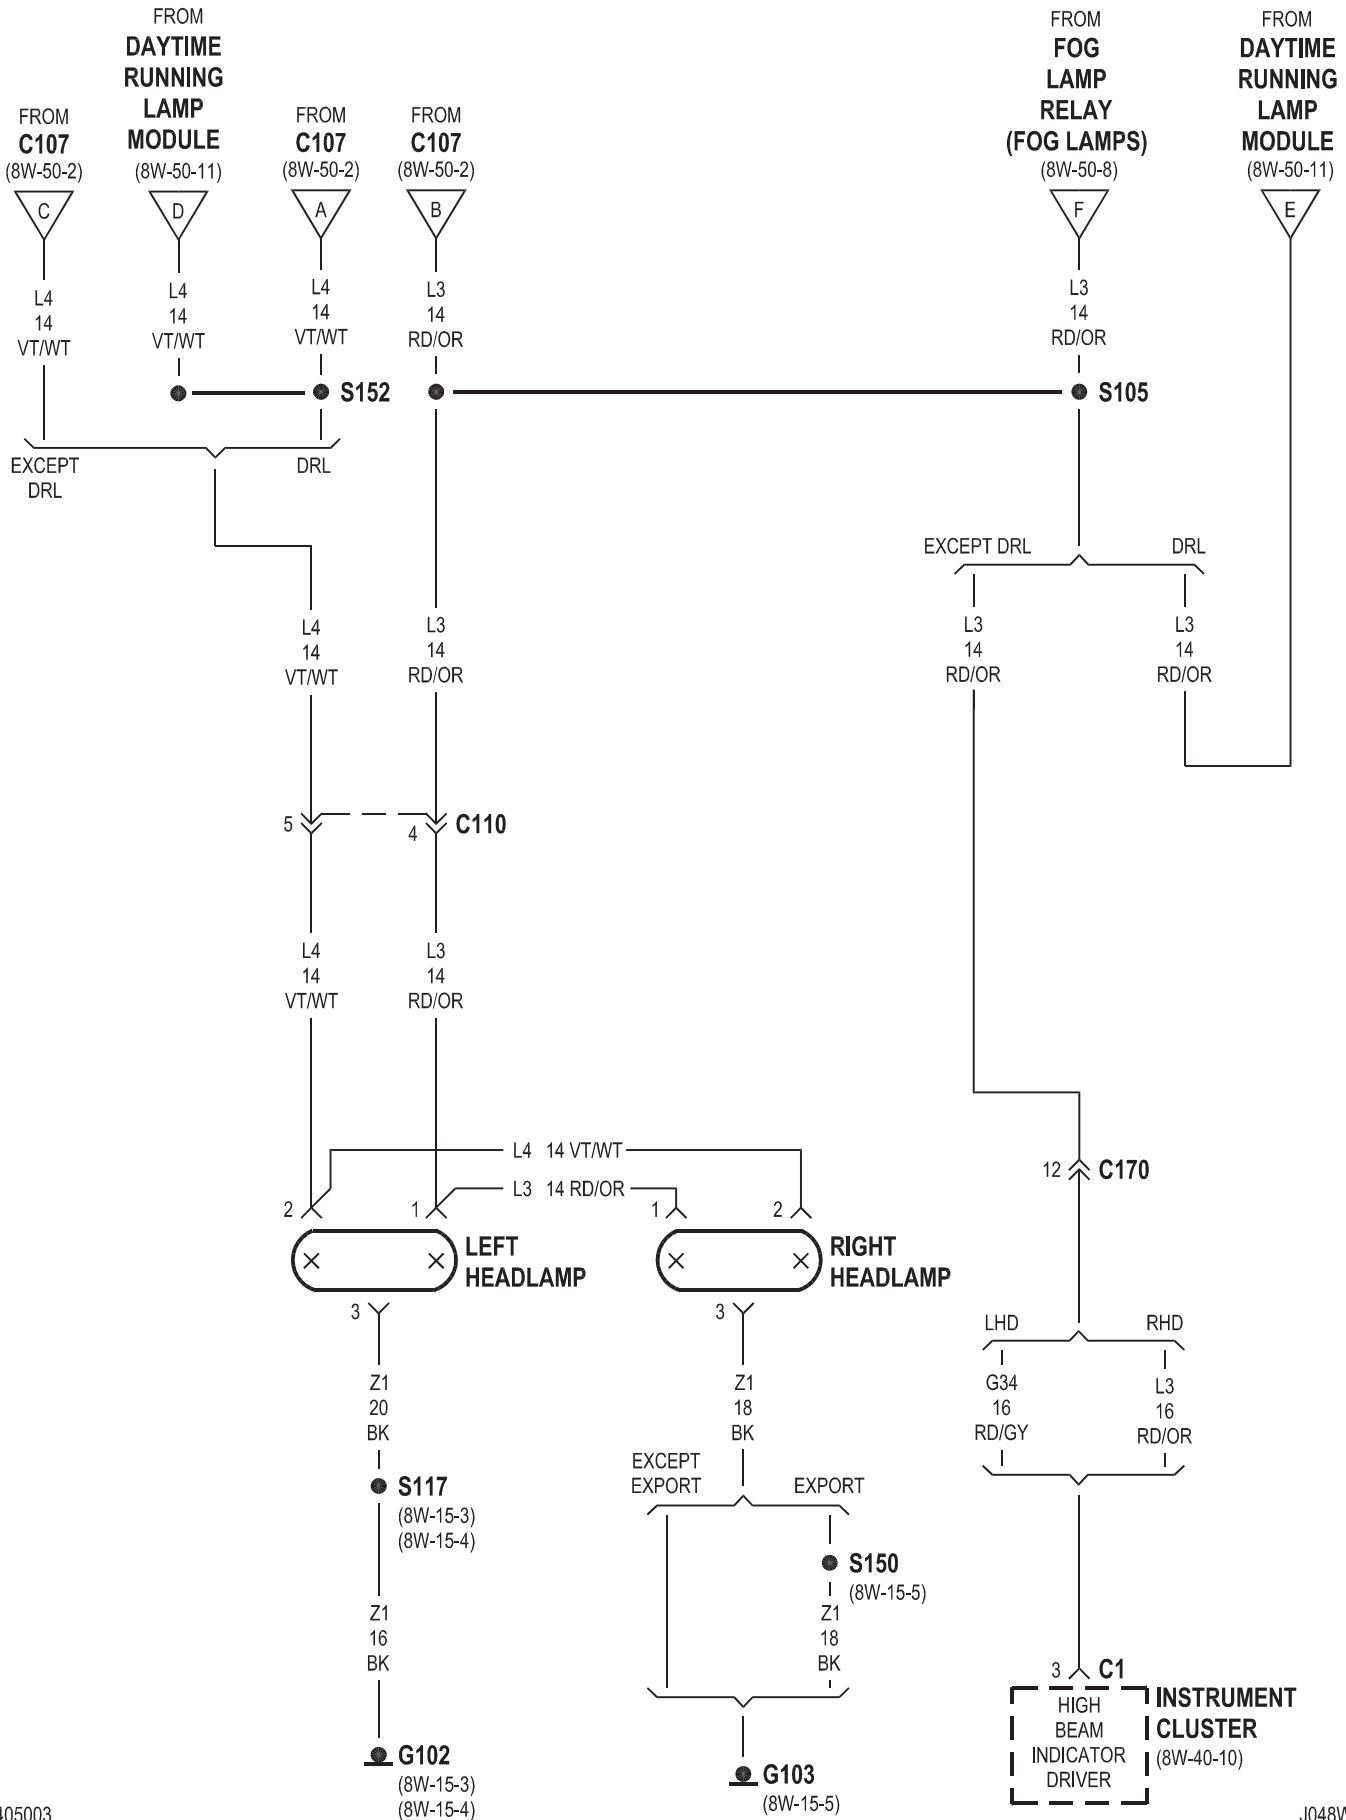 FROM
DAYTIME
RUNNING
LAMP
MODULE
(8W-50-11)
FROM
FOG
LAMP
RELAY
(FOG LAMPS)
(8W-50-8)
FROM
DAYTIME
RUNNING
LAMP
MODULE
(8W-50-11)
FROM
C107
(8W-50-2)
FROM
C107
(8W-50-2)
FROM
C107
(8W-50-2)
C
D
A
B
F
E
L4
14
VT/WT
L4
14
VT/WT
L4
14
VT/WT
L3
14
RD/OR
L3
14
RD/OR
S152
S105
EXCEPT
DRL
DRL
EXCEPT DRL
DRL
L4
14
VT/WT
L3
14
RD/OR
L3
14
RD/OR
L3
14
RD/OR
5
4
C110
L4
14
VT/WT
L3
14
RD/OR
L4 14 VT/WT
L3 14 RD/OR
12
C170
2
1
1
2
LEFT
HEADLAMP
RIGHT
HEADLAMP
3
3
LHD
RHD
Z1
20
BK
Z1
18
BK
G34
16
RD/GY
L3
16
RD/OR
S117
(8W-15-3)
(8W-15-4)
EXCEPT
EXPORT
EXPORT
S150
(8W-15-5)
Z1
16
BK
Z1
18
BK
3
C1
G102
(8W-15-3)
(8W-15-4)
G103
(8W-15-5)
HIGH
BEAM
INDICATOR
DRIVER
INSTRUMENT
CLUSTER
(8W-40-10)
405003
J048W